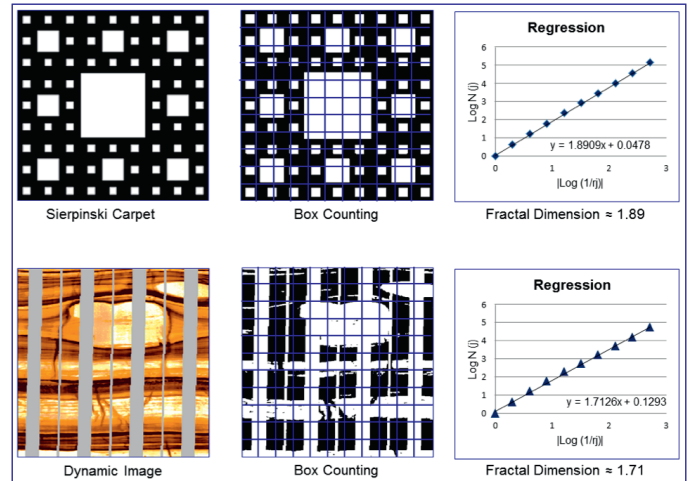 Regression
Log N (j)
6
5
4
3
2
1
0
y = 1.8909x + 0.0478
0 1 2 3
|Log (1/rj)|
Sierpinski Carpet
Box Counting
Fractal Dimension ≈ 1.89
Regression
Log N (j)
6
5
4
3
2
1
0
y = 1.7126x + 0.1293
0 1 2 3
|Log (1/rj)|
Dynamic Image
Box Counting
Fractal Dimension ≈ 1.71